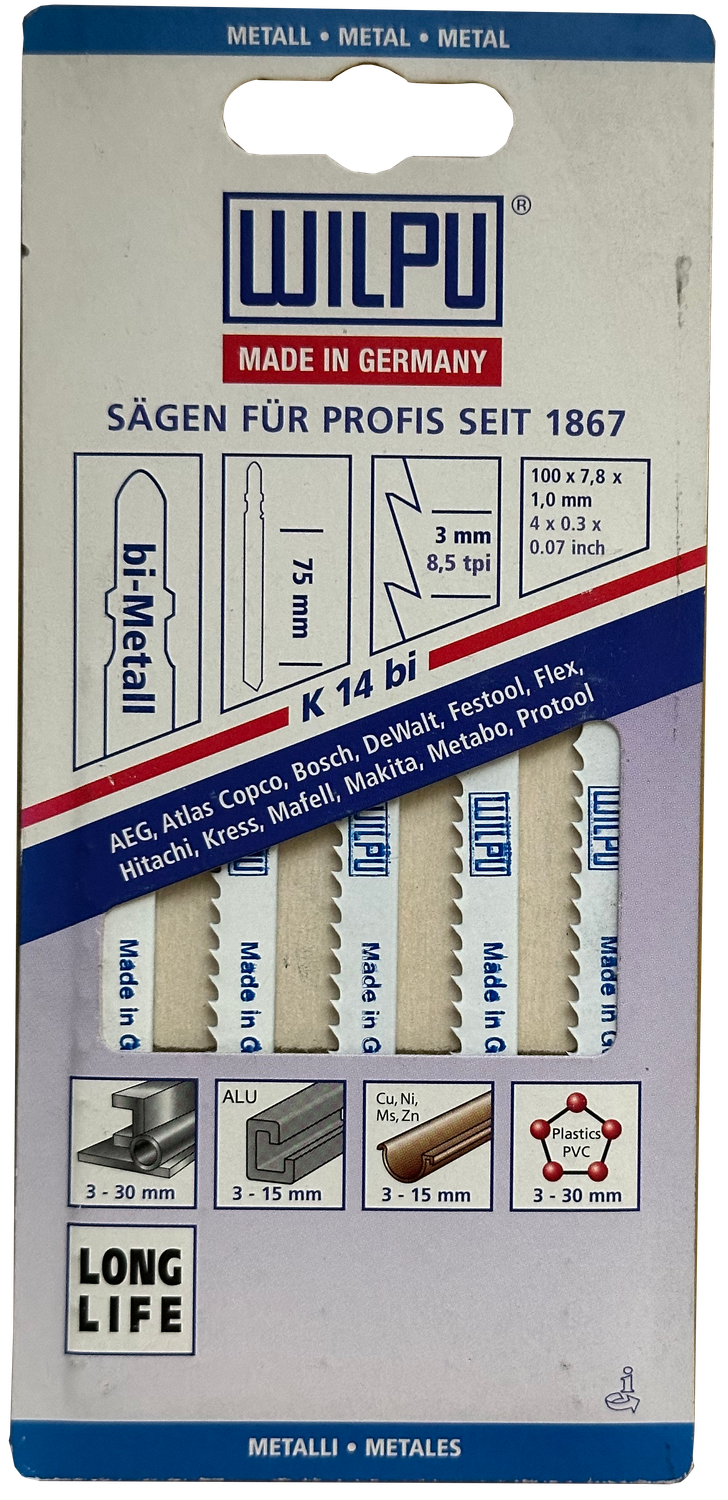 METALL • METAL • METAL
WILPU®
MADE IN GERMANY
SÄGEN FÜR PROFIS SEIT 1867
bi-Metall
75 mm
3 mm
8,5 tpi
100 x 7,8 x
1,0 mm
4 x 0.3 x
0.07 inch
K 14 bi
AEG, Atlas Copco, Bosch, DeWalt, Festool, Flex,
Hitachi, Kress, Mafell, Makita, Metabo, Protool
WILPU
WILPU
WILPU
Made in G
Made in G
Made in G
Made in G
Made in G
3 - 30 mm
ALU
3 - 15 mm
Cu, Ni,
Ms, Zn
3 - 15 mm
Plastics
PVC
3 - 30 mm
LONG
LIFE
i
METALLI • METALES